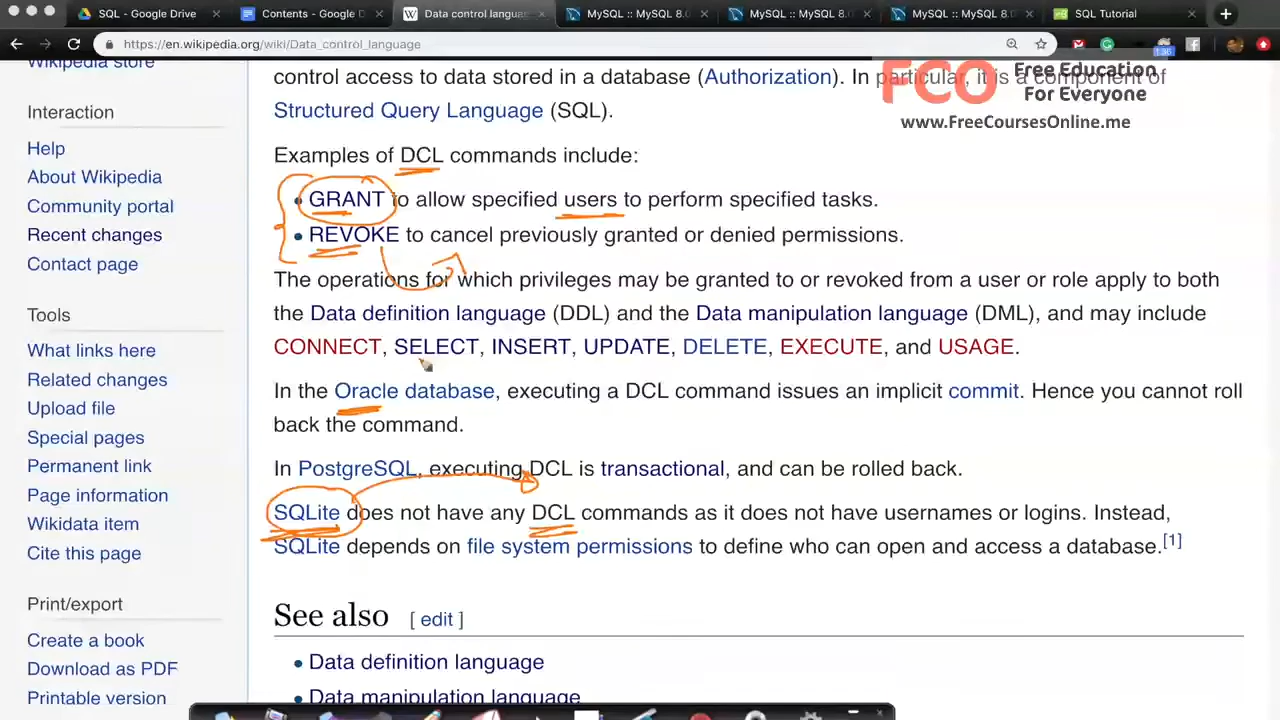 SQL - Google Drive
Contents - Google D
Data control langua
MySQL :: MySQL 8.0
MySQL :: MySQL 8.
MySQL :: MySQL 8.0
SQL Tutorial
https://en.wikipedia.org/wiki/Data_control_language
1:36
Wikipedia store
Interaction
Help
About Wikipedia
Community portal
Recent changes
Contact page
Tools
What links here
Related changes
Upload file
Special pages
Permanent link
Page information
Wikidata item
Cite this page
Print/export
Create a book
Download as PDF
Printable version
control access to data stored in a database (Authorization). In particular, it is a component of
Structured Query Language (SQL).
FCO Free Education
For Everyone
www.FreeCoursesOnline.me
Examples of DCL commands include:
• GRANT to allow specified users to perform specified tasks.
• REVOKE to cancel previously granted or denied permissions.
The operations for which privileges may be granted to or revoked from a user or role apply to both
the Data definition language (DDL) and the Data manipulation language (DML), and may include
CONNECT, SELECT, INSERT, UPDATE, DELETE, EXECUTE, and USAGE.
In the Oracle database, executing a DCL command issues an implicit commit. Hence you cannot roll
back the command.
In PostgreSQL, executing DCL is transactional, and can be rolled back.
SQLite does not have any DCL commands as it does not have usernames or logins. Instead,
SQLite depends on file system permissions to define who can open and access a database.[1]
See also [ edit ]
• Data definition language
• Data manipulation language